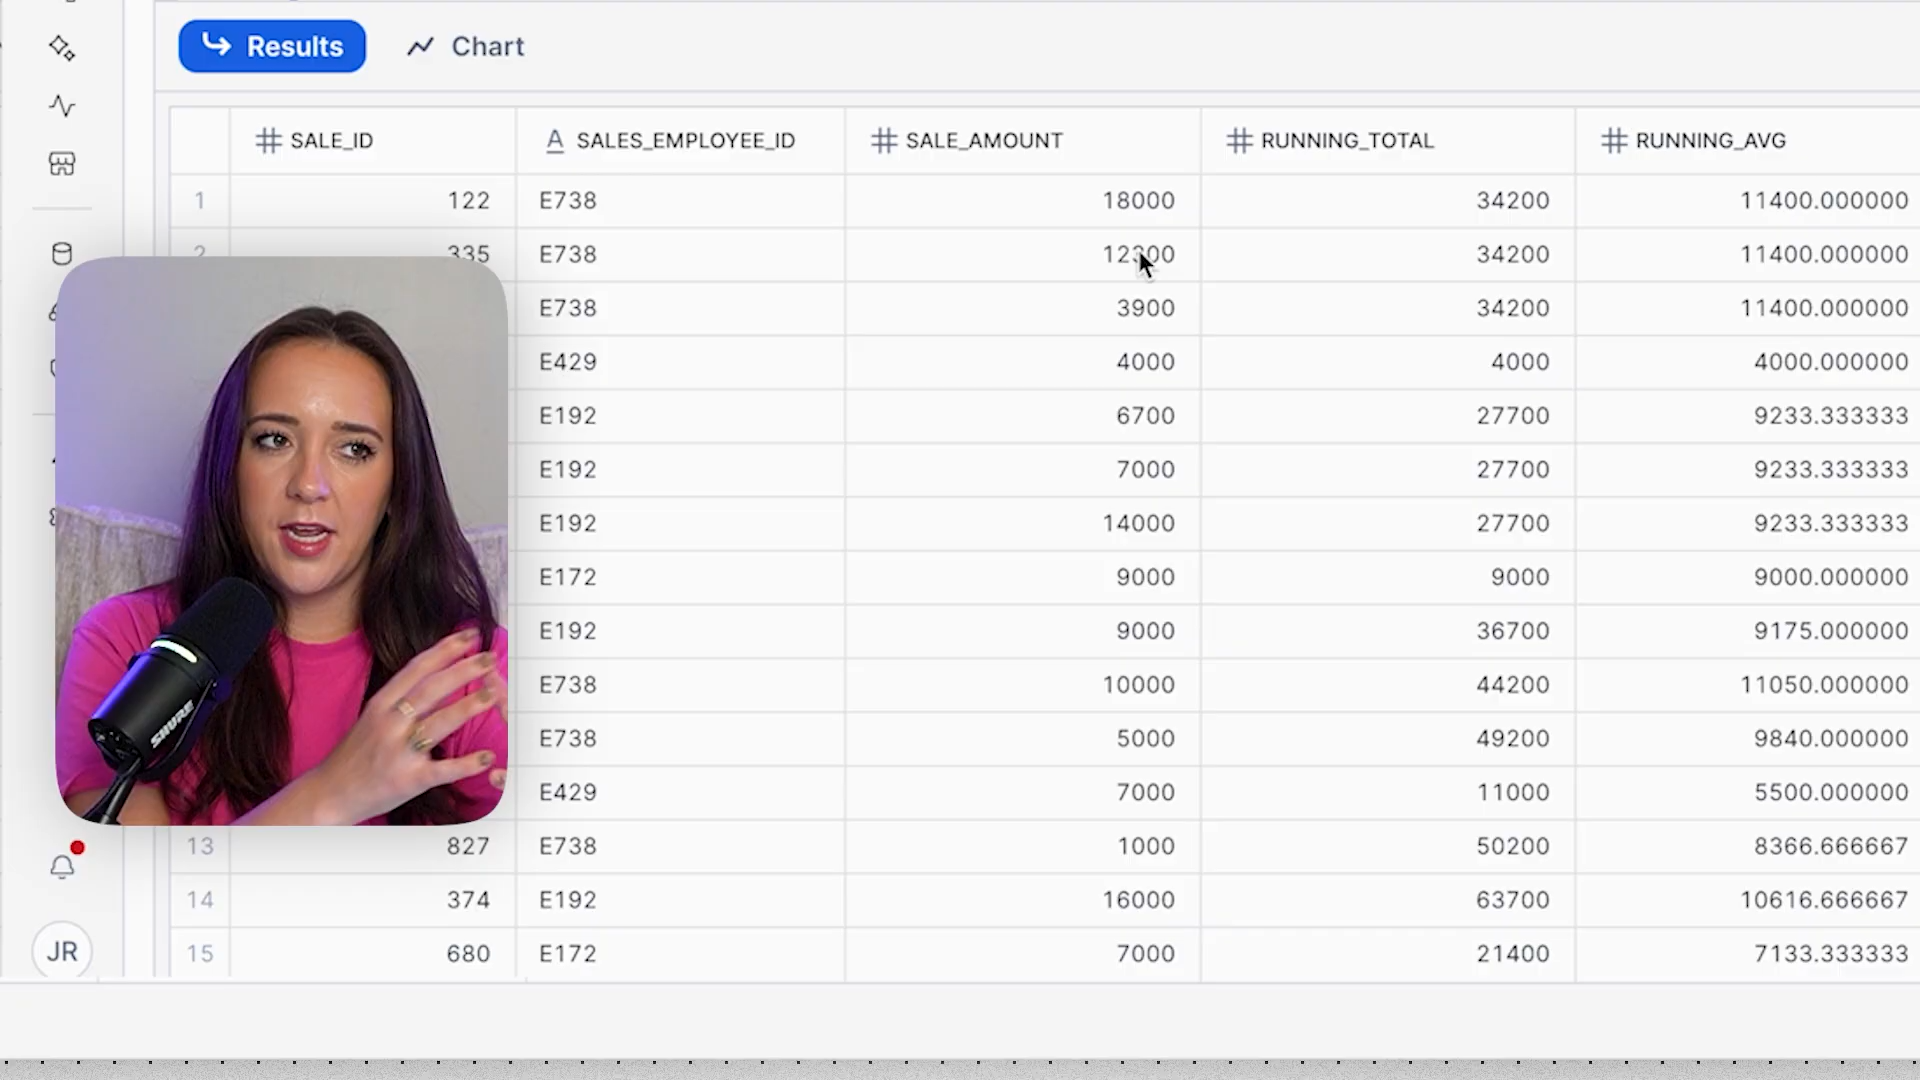 Results Chart
SALE_ID SALES_EMPLOYEE_ID SALE_AMOUNT RUNNING_TOTAL RUNNING_AVG
1 122 E738 18000 34200 11400.000000
2 335 E738 12300 34200 11400.000000
E738 3900 34200 11400.000000
E429 4000 4000 4000.000000
E192 6700 27700 9233.333333
E192 7000 27700 9233.333333
E192 14000 27700 9233.333333
E172 9000 9000 9000.000000
E192 9000 36700 9175.000000
E738 10000 44200 11050.000000
E738 5000 49200 9840.000000
E429 7000 11000 5500.000000
13 827 E738 1000 50200 8366.666667
14 374 E192 16000 63700 10616.666667
15 680 E172 7000 21400 7133.333333
SHURE
JR